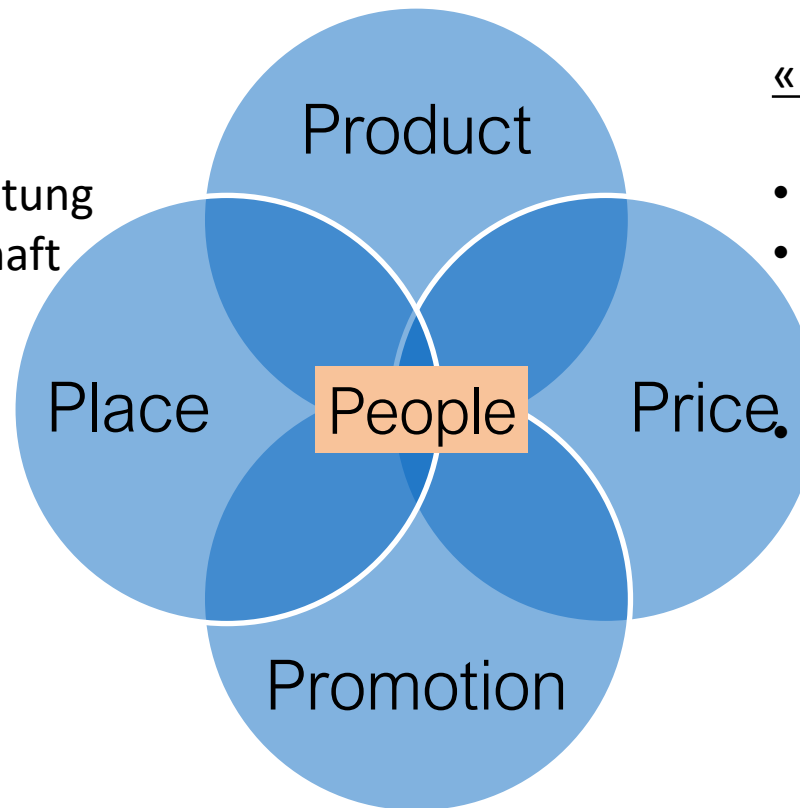 «
Product
tung
haft
•
•
Place
People
Price
•
Promotion